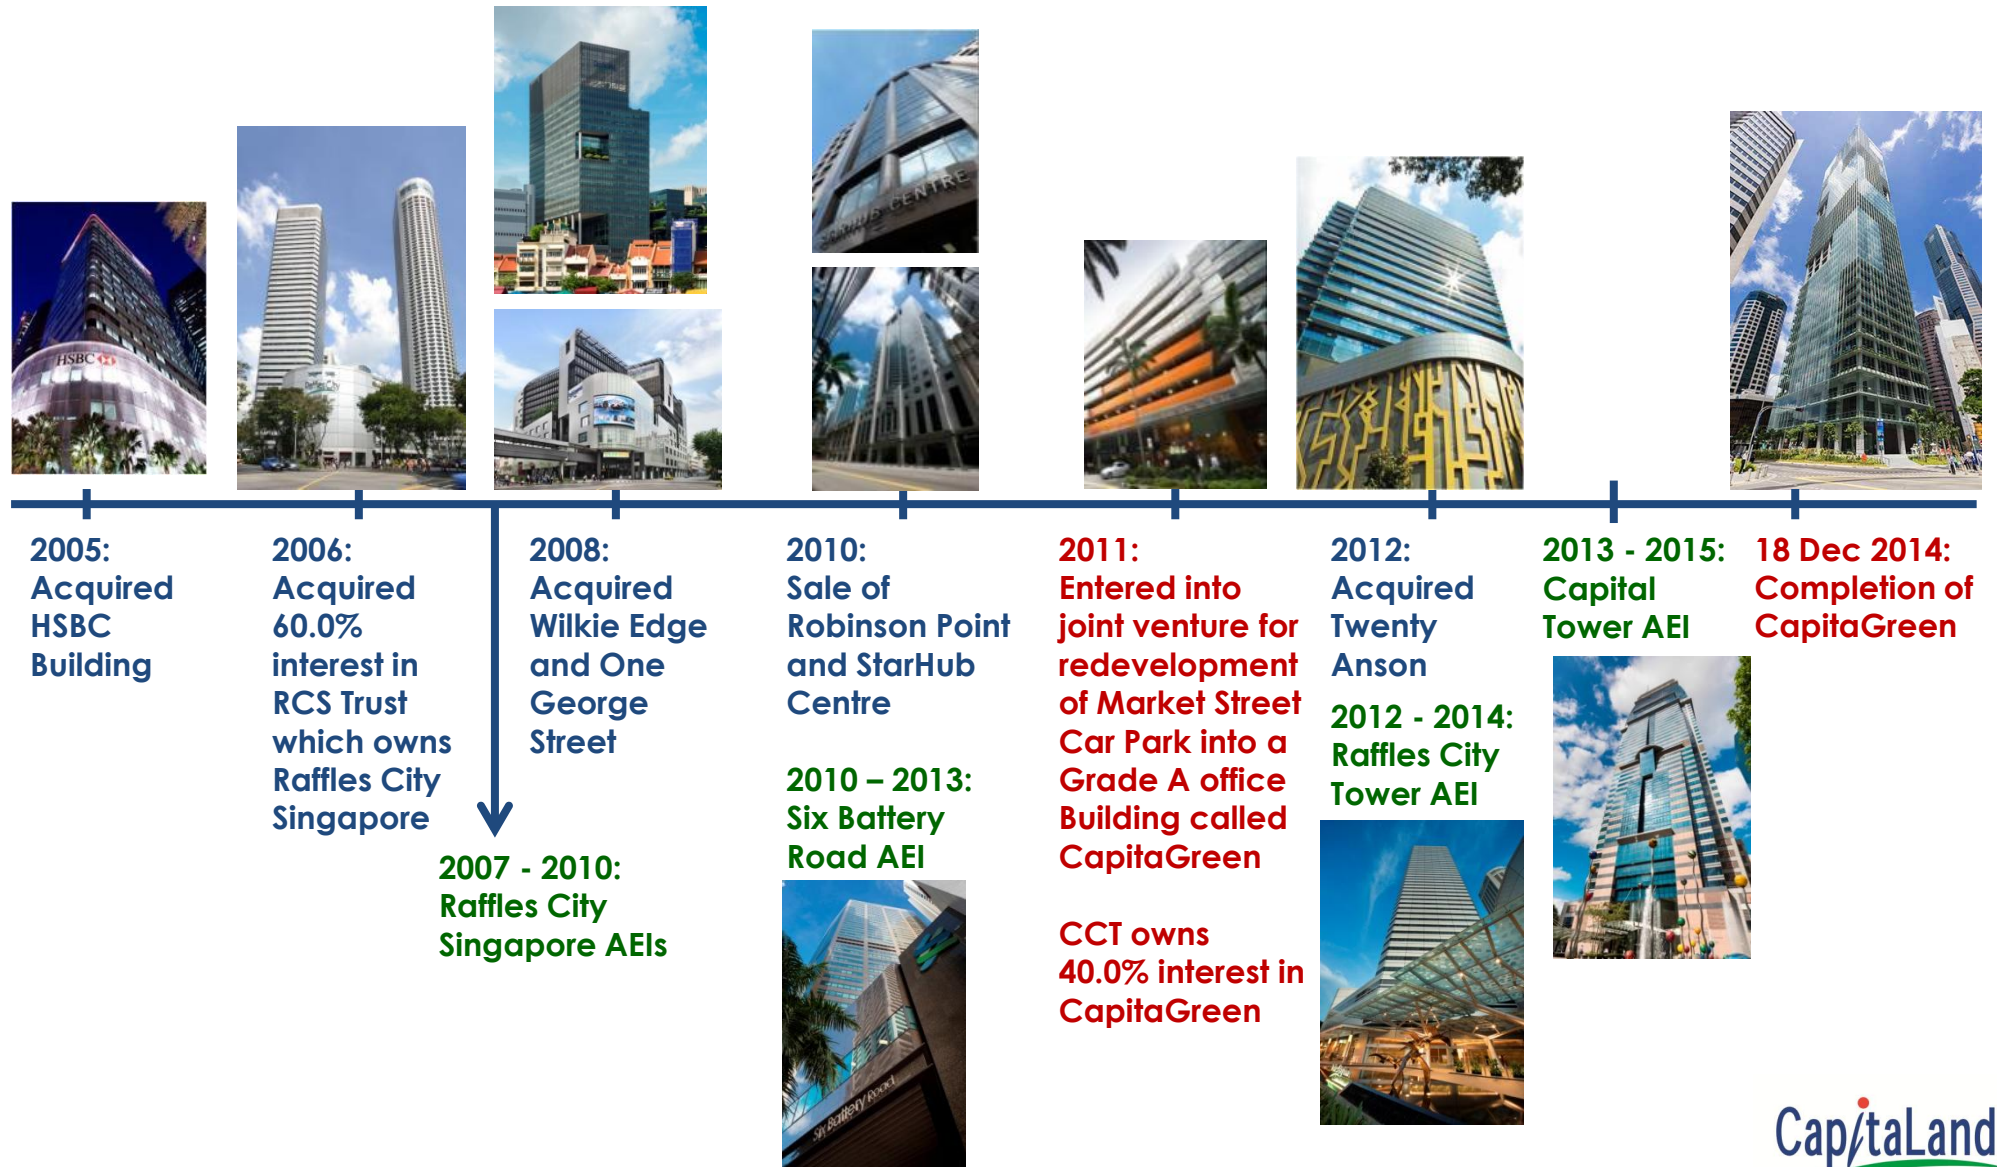 HSBC
Raffles City
STARHUB CENTRE
2005:
Acquired
HSBC
Building
2006:
Acquired
60.0%
interest in
RCS Trust
which owns
Raffles City
Singapore
2007 - 2010:
Raffles City
Singapore AEIs
2008:
Acquired
Wilkie Edge
and One
George
Street
2010:
Sale of
Robinson Point
and StarHub
Centre
2010 – 2013:
Six Battery
Road AEI
Six Battery Road
2011:
Entered into
joint venture for
redevelopment
of Market Street
Car Park into a
Grade A office
Building called
CapitaGreen
CCT owns
40.0% interest in
CapitaGreen
2012:
Acquired
Twenty
Anson
2012 - 2014:
Raffles City
Tower AEI
2013 - 2015:
Capital
Tower AEI
18 Dec 2014:
Completion of
CapitaGreen
CapitaLand